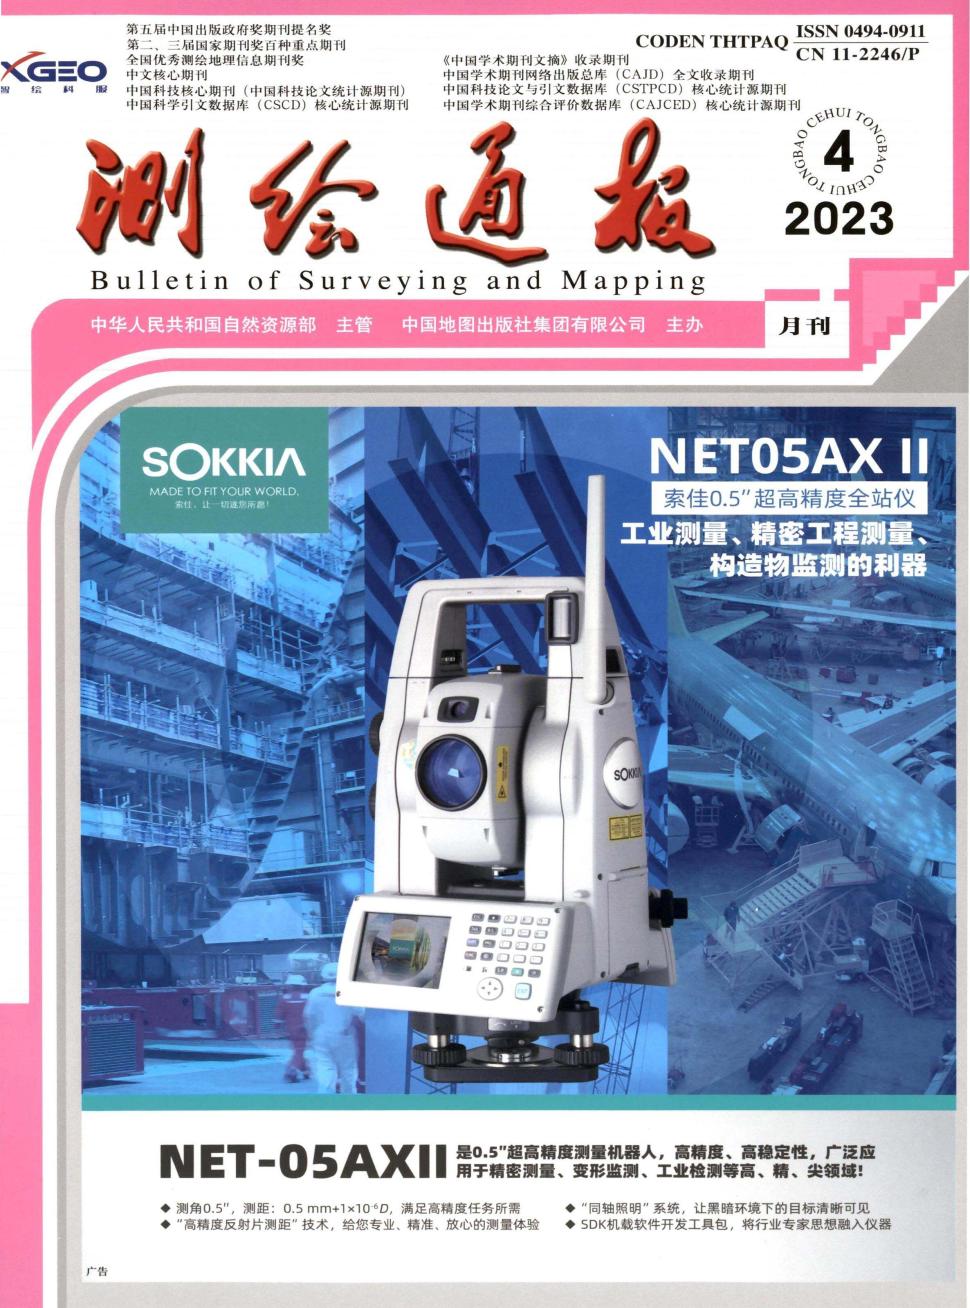 第五届中国出版政府奖期刊提名奖
第二、三届国家期刊奖百种重点期刊
全国优秀测绘地理信息期刊奖
中文核心期刊
中国科技核心期刊（中国科技论文统计源期刊）
中国科学引文数据库（CSCD）核心统计源期刊
《中国学术期刊文摘》收录期刊
中国学术期刊网络出版总库（CAJD）全文收录期刊
中国科技论文与引文数据库（CSTPCD）核心统计源期刊
中国学术期刊综合评价数据库（CAJCED）核心统计源期刊
CODEN THTPAQ
ISSN 0494-0911
CN 11-2246/P
XGEO
智绘科服
测绘通报
Bulletin of Surveying and Mapping
CEHUI TONGBAO CEHUI TONGBAO
4
2023
中华人民共和国自然资源部 主管 中国地图出版社集团有限公司 主办
月刊
SOKKIA
MADE TO FIT YOUR WORLD.
索佳，让一切遂您所愿！
NET05AX II
索佳0.5″超高精度全站仪
工业测量、精密工程测量、
构造物监测的利器
SOKKIA
SOKKIA
NET-05AXII
是0.5″超高精度测量机器人，高精度、高稳定性，广泛应
用于精密测量、变形监测、工业检测等高、精、尖领域！
◆ 测角0.5″，测距：0.5 mm+1×10⁻⁶D，满足高精度任务所需
◆ “高精度反射片测距”技术，给您专业、精准、放心的测量体验
◆ “同轴照明”系统，让黑暗环境下的目标清晰可见
◆ SDK机载软件开发工具包，将行业专家思想融入仪器
广告